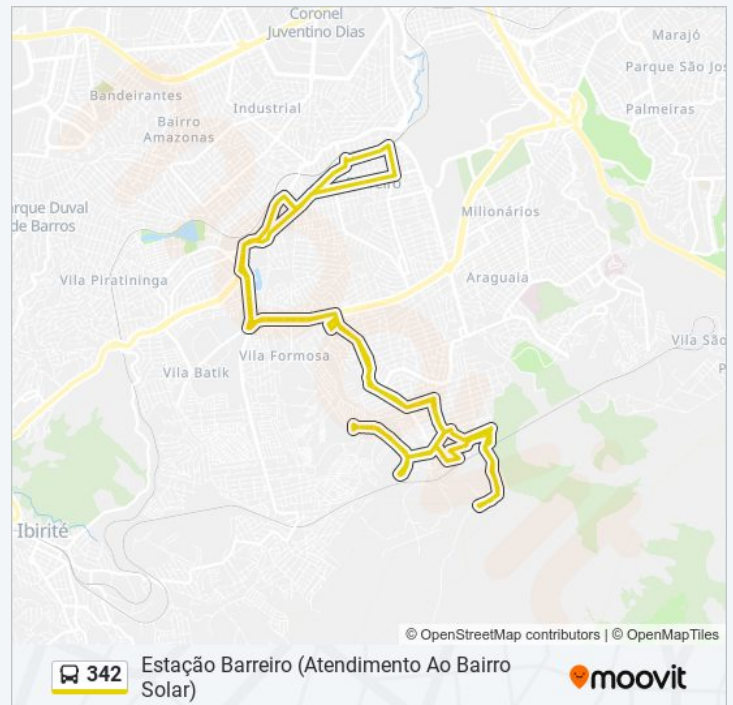 Coronel
Juventino Dias
Marajó
Parque São Jos
Bandeirantes
Industrial
Palmeiras
Bairro
Amazonas
arque Duval
de Barros
Milionários
Vila Piratininga
Araguaia
Vila São
P
Vila Formosa
Vila Batik
Ibirité
© OpenStreetMap contributors | © OpenMapTiles
342
Estação Barreiro (Atendimento Ao Bairro
Solar)
moovit